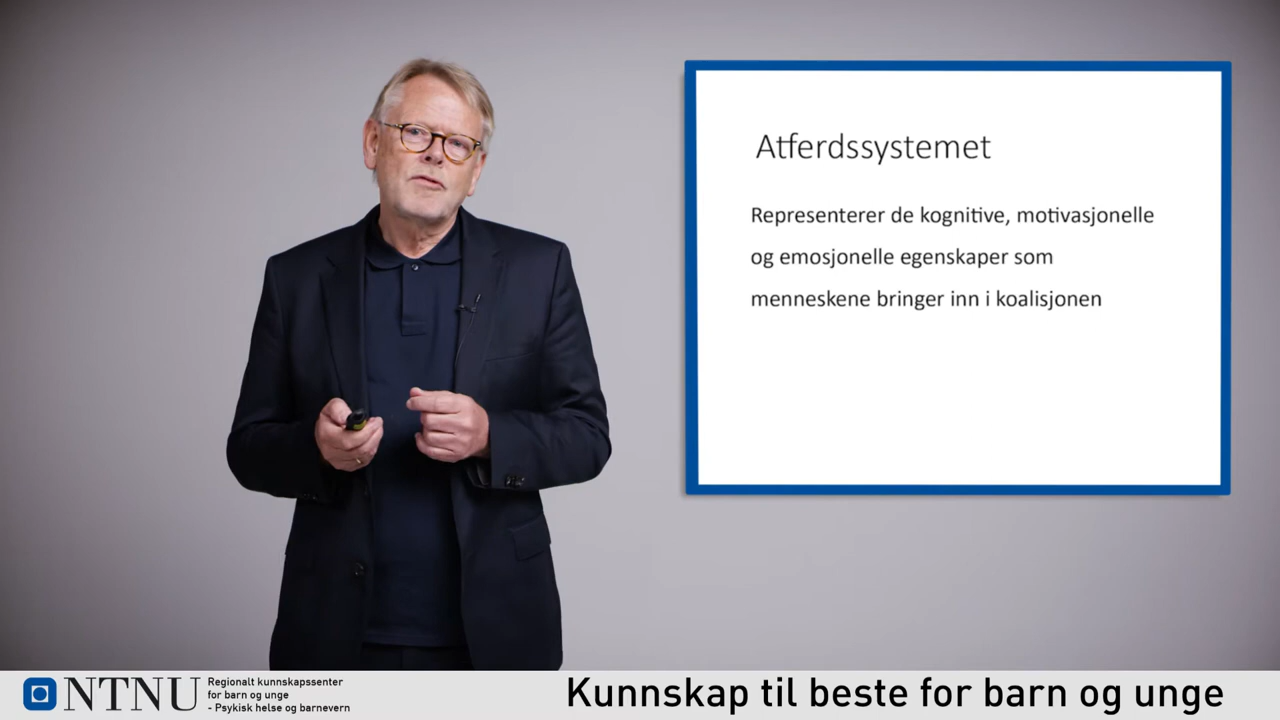 Atferdssystemet
Representerer de kognitive, motivasjonelle
og emosjonelle egenskaper som
menneskene bringer inn i koalisjonen
NTNU
Regionalt kunnskapssenter
for barn og unge
- Psykisk helse og barnevern
Kunnskap til beste for barn og unge